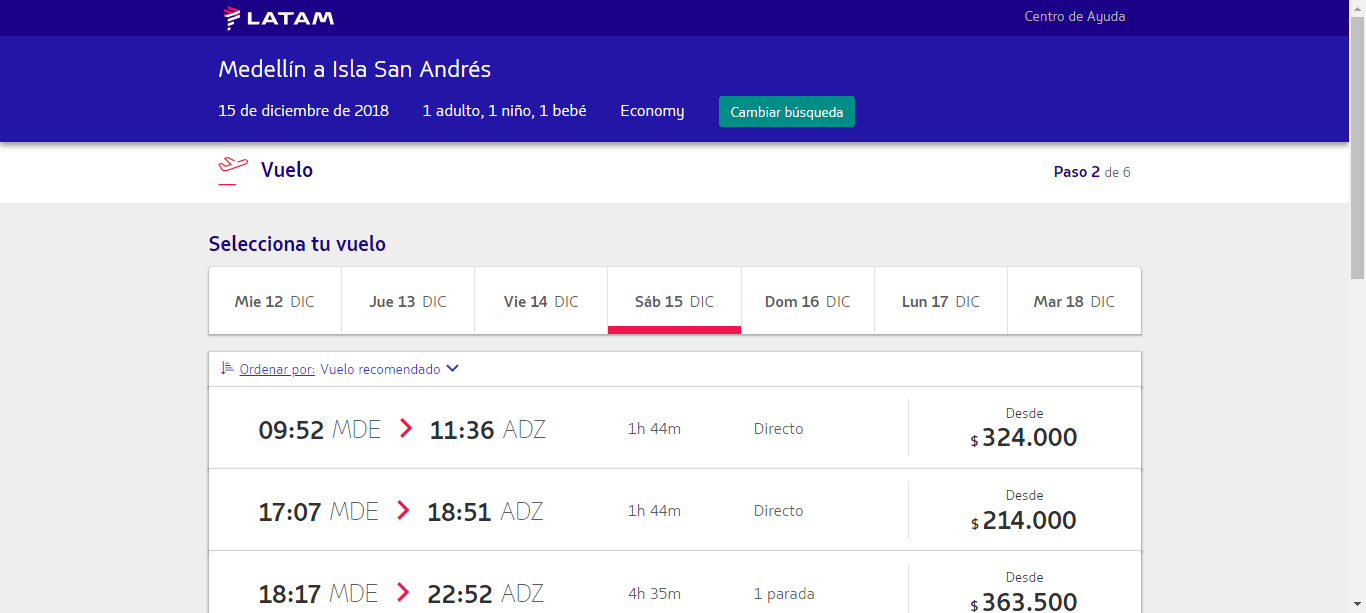 LATAM
Centro de Ayuda
Medellín a Isla San Andrés
15 de diciembre de 2018 1 adulto, 1 niño, 1 bebé Economy Cambiar búsqueda
Vuelo
Paso 2 de 6
Selecciona tu vuelo
Mie 12 DIC Jue 13 DIC Vie 14 DIC Sáb 15 DIC Dom 16 DIC Lun 17 DIC Mar 18 DIC
Ordenar por: Vuelo recomendado
Desde
09:52 MDE 11:36 ADZ 1h 44m Directo
$ 324.000
Desde
17:07 MDE 18:51 ADZ 1h 44m Directo
$ 214.000
Desde
18:17 MDE 22:52 ADZ 4h 35m 1 parada
$ 363.500